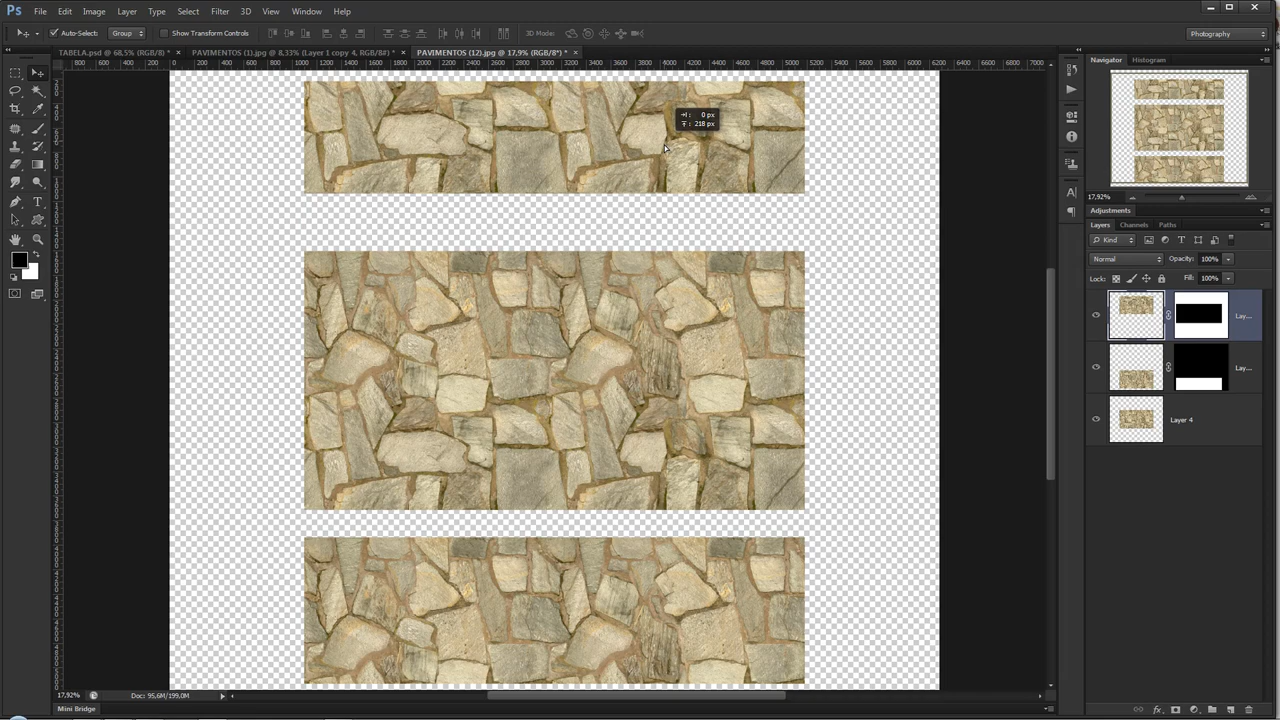 Ps File Edit Image Layer Type Select Filter 3D View Window Help
Auto-Select: Group Show Transform Controls 3D Mode: Photography
TABELA.psd @ 68,5% (RGB/8) * × PAVIMENTOS (1).jpg @ 8,33% (Layer 1 copy 4, RGB/8#) * × PAVIMENTOS (12).jpg @ 17,9% (RGB/8*) * ×
Navigator Histogram
800 600 400 200 0 200 400 600 800 1000 1200 1400 1600 1800 2000 2200 2400 2600 2800 3000 3200 3400 3600 3800 4000 4200 4400 4600 4800 5000 5200 5400 5600 5800 6000 6200 6400 6600 6800 7000
0 px
218 px
17,92%
Adjustments
Layers Channels Paths
Kind
Normal Opacity: 100%
Lock: Fill: 100%
Lay...
Lay...
Layer 4
17,92% Doc: 95,6M/199,0M
Mini Bridge